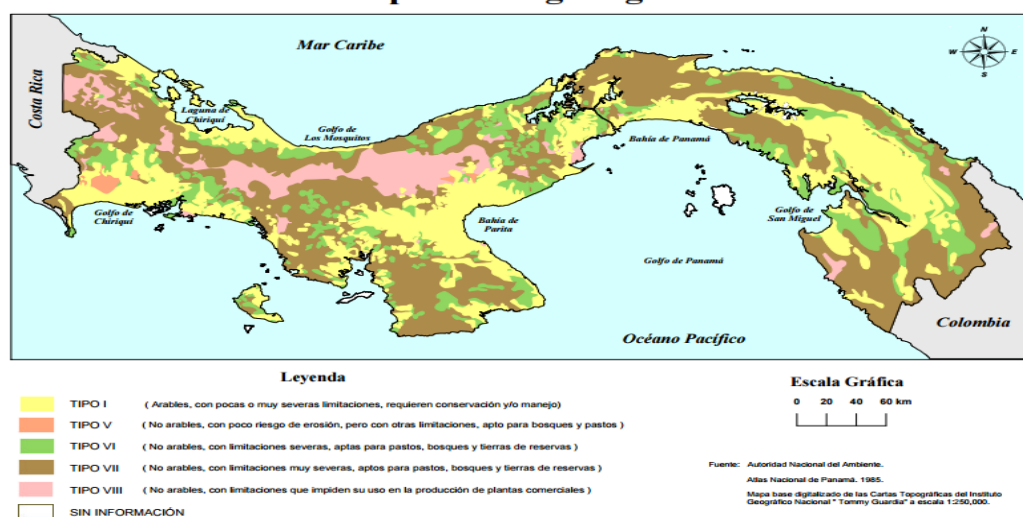 Mar Caribe
N
W
E
S
Costa Rica
Laguna de
Chiriquí
Golfo de
Los Mosquitos
Bahía de Panamá
Golfo de
Chiriquí
Bahía de
Parita
Golfo de
San Miguel
Golfo de Panamá
Colombia
Océano Pacífico
Leyenda
TIPO I ( Arables, con pocas o muy severas limitaciones, requieren conservación y/o manejo)
TIPO V ( No arables, con poco riesgo de erosión, pero con otras limitaciones, apto para bosques y pastos )
TIPO VI ( No arables, con limitaciones severas, aptas para pastos, bosques y tierras de reservas )
TIPO VII ( No arables, con limitaciones muy severas, aptos para pastos, bosques y tierras de reservas )
TIPO VIII ( No arables, con limitaciones que impiden su uso en la producción de plantas comerciales )
SIN INFORMACIÓN
Escala Gráfica
0 20 40 60 km
Fuente: Autoridad Nacional del Ambiente.
Atlas Nacional de Panamá. 1985.
Mapa base digitalizado de las Cartas Topográficas del Instituto
Geográfico Nacional " Tommy Guardia" a escala 1:250,000.